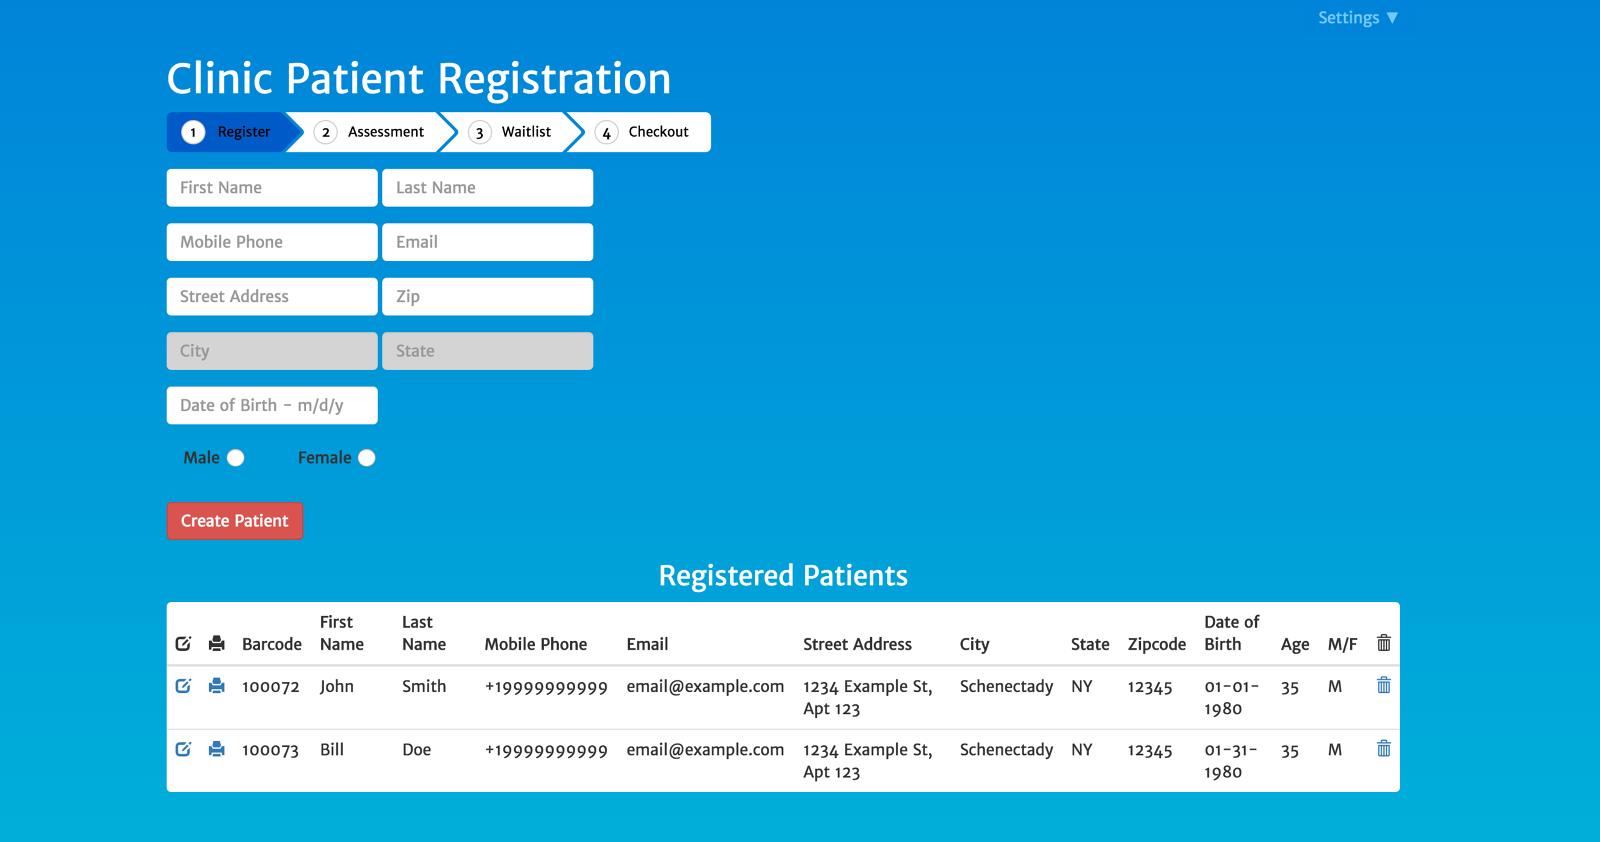 Settings ▼
Clinic Patient Registration
1 Register 2 Assessment 3 Waitlist 4 Checkout
First Name Last Name
Mobile Phone Email
Street Address Zip
City State
Date of Birth - m/d/y
Male Female
Create Patient
Registered Patients
Barcode First Name Last Name Mobile Phone Email Street Address City State Zipcode Date of Birth Age M/F
100072 John Smith +19999999999 email@example.com 1234 Example St, Apt 123 Schenectady NY 12345 01-01-1980 35 M
100073 Bill Doe +19999999999 email@example.com 1234 Example St, Apt 123 Schenectady NY 12345 01-31-1980 35 M